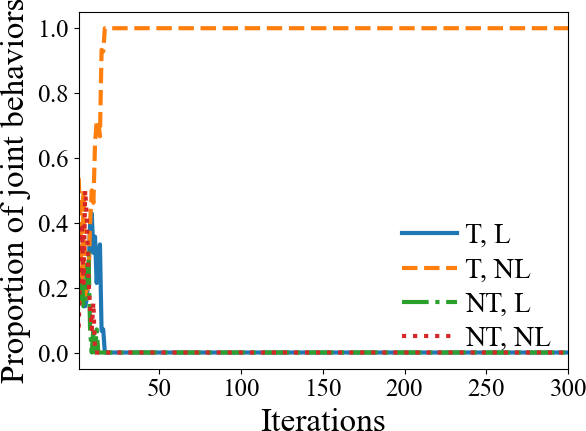 Proportion of joint behaviors
1.0
0.8
0.6
0.4
0.2
0.0
T, L
T, NL
NT, L
NT, NL
50 100 150 200 250 300
Iterations